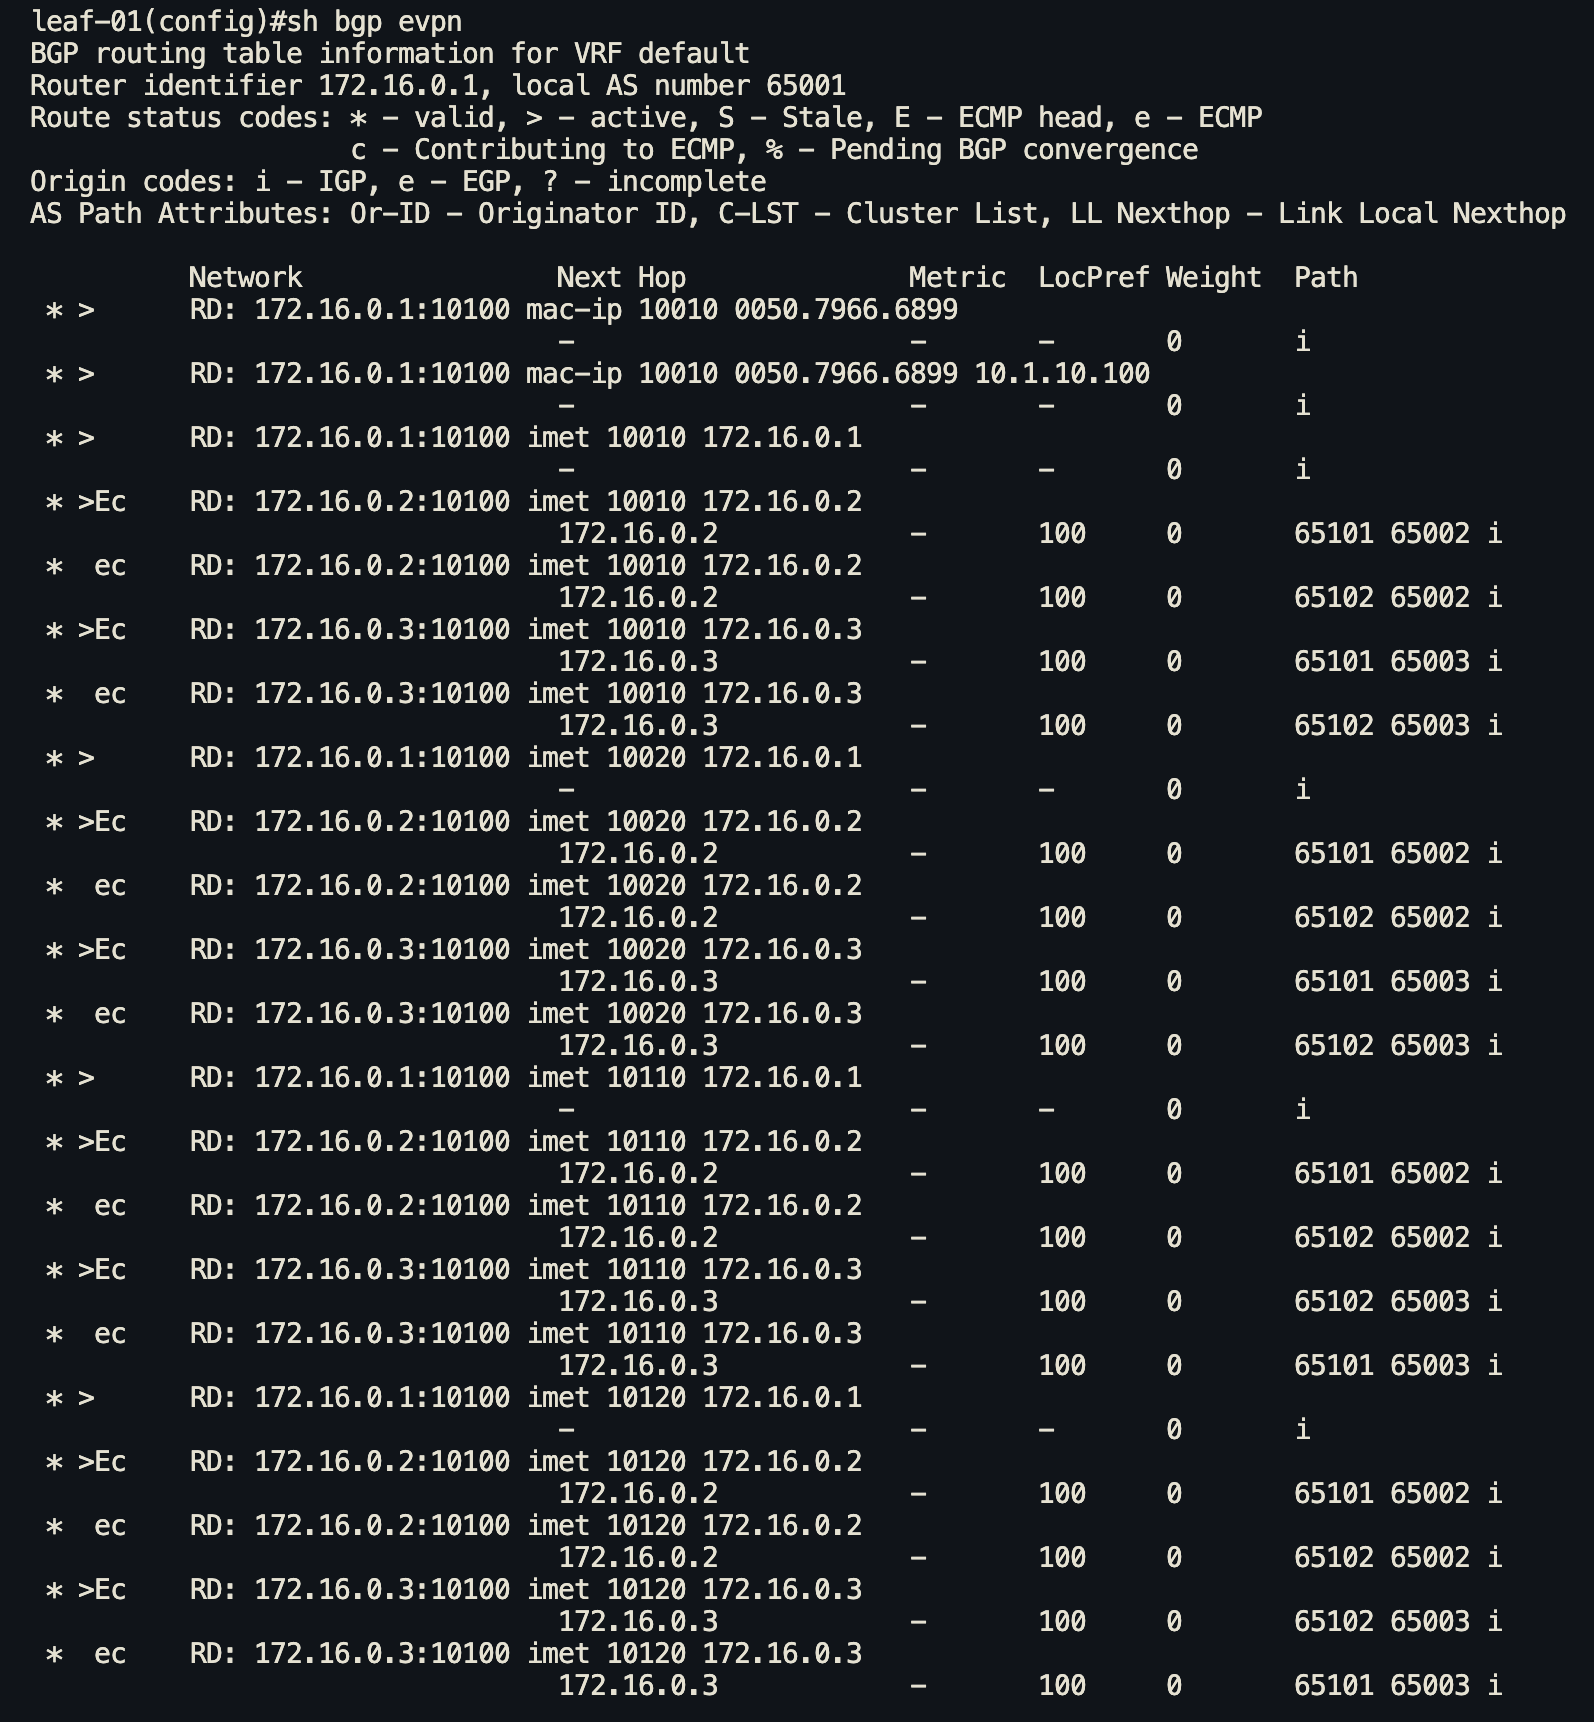 leaf-01(config)#sh bgp evpn
BGP routing table information for VRF default
Router identifier 172.16.0.1, local AS number 65001
Route status codes: * - valid, > - active, S - Stale, E - ECMP head, e - ECMP
                    c - Contributing to ECMP, % - Pending BGP convergence
Origin codes: i - IGP, e - EGP, ? - incomplete
AS Path Attributes: Or-ID - Originator ID, C-LST - Cluster List, LL Nexthop - Link Local Nexthop

          Network                Next Hop              Metric  LocPref Weight  Path
 * >      RD: 172.16.0.1:10100 mac-ip 10010 0050.7966.6899
                                 -                     -       -       0       i
 * >      RD: 172.16.0.1:10100 mac-ip 10010 0050.7966.6899 10.1.10.100
                                 -                     -       -       0       i
 * >      RD: 172.16.0.1:10100 imet 10010 172.16.0.1
                                 -                     -       -       0       i
 * >Ec    RD: 172.16.0.2:10100 imet 10010 172.16.0.2
                                 172.16.0.2            -       100     0       65101 65002 i
 *  ec    RD: 172.16.0.2:10100 imet 10010 172.16.0.2
                                 172.16.0.2            -       100     0       65102 65002 i
 * >Ec    RD: 172.16.0.3:10100 imet 10010 172.16.0.3
                                 172.16.0.3            -       100     0       65101 65003 i
 *  ec    RD: 172.16.0.3:10100 imet 10010 172.16.0.3
                                 172.16.0.3            -       100     0       65102 65003 i
 * >      RD: 172.16.0.1:10100 imet 10020 172.16.0.1
                                 -                     -       -       0       i
 * >Ec    RD: 172.16.0.2:10100 imet 10020 172.16.0.2
                                 172.16.0.2            -       100     0       65101 65002 i
 *  ec    RD: 172.16.0.2:10100 imet 10020 172.16.0.2
                                 172.16.0.2            -       100     0       65102 65002 i
 * >Ec    RD: 172.16.0.3:10100 imet 10020 172.16.0.3
                                 172.16.0.3            -       100     0       65101 65003 i
 *  ec    RD: 172.16.0.3:10100 imet 10020 172.16.0.3
                                 172.16.0.3            -       100     0       65102 65003 i
 * >      RD: 172.16.0.1:10100 imet 10110 172.16.0.1
                                 -                     -       -       0       i
 * >Ec    RD: 172.16.0.2:10100 imet 10110 172.16.0.2
                                 172.16.0.2            -       100     0       65101 65002 i
 *  ec    RD: 172.16.0.2:10100 imet 10110 172.16.0.2
                                 172.16.0.2            -       100     0       65102 65002 i
 * >Ec    RD: 172.16.0.3:10100 imet 10110 172.16.0.3
                                 172.16.0.3            -       100     0       65102 65003 i
 *  ec    RD: 172.16.0.3:10100 imet 10110 172.16.0.3
                                 172.16.0.3            -       100     0       65101 65003 i
 * >      RD: 172.16.0.1:10100 imet 10120 172.16.0.1
                                 -                     -       -       0       i
 * >Ec    RD: 172.16.0.2:10100 imet 10120 172.16.0.2
                                 172.16.0.2            -       100     0       65101 65002 i
 *  ec    RD: 172.16.0.2:10100 imet 10120 172.16.0.2
                                 172.16.0.2            -       100     0       65102 65002 i
 * >Ec    RD: 172.16.0.3:10100 imet 10120 172.16.0.3
                                 172.16.0.3            -       100     0       65102 65003 i
 *  ec    RD: 172.16.0.3:10100 imet 10120 172.16.0.3
                                 172.16.0.3            -       100     0       65101 65003 i